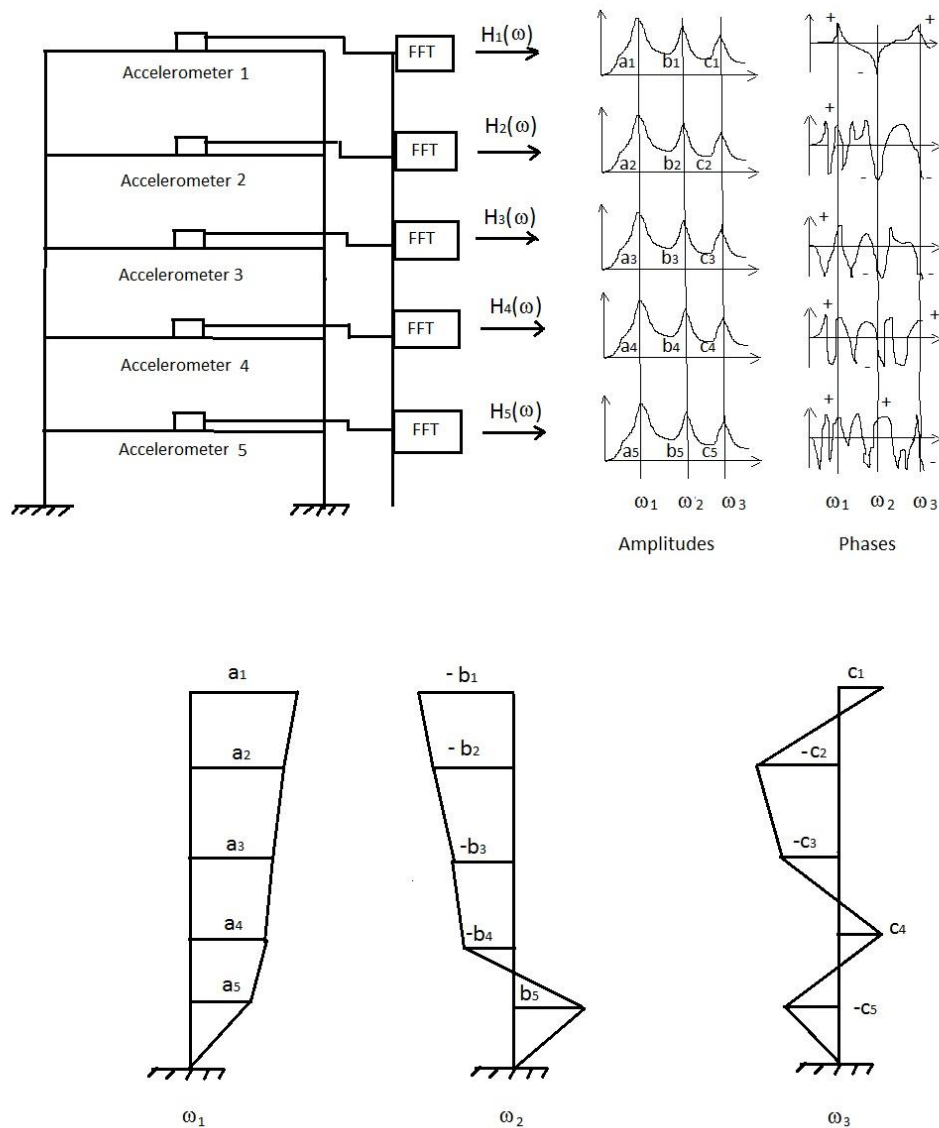 H1(ω)
FFT
Accelerometer 1
a1 b1 c1
+ +
-
H2(ω)
FFT
Accelerometer 2
a2 b2 c2
+
- -
H3(ω)
FFT
Accelerometer 3
a3 b3 c3
+
- -
H4(ω)
FFT
Accelerometer 4
a4 b4 c4
+ +
-
H5(ω)
FFT
Accelerometer 5
a5 b5 c5
+ +
-
ω1 ω2 ω3
ω1 ω2 ω3
Amplitudes
Phases
a1
a2
a3
a4
a5
ω1
- b1
- b2
-b3
-b4
b5
ω2
c1
-c2
-c3
c4
-c5
ω3